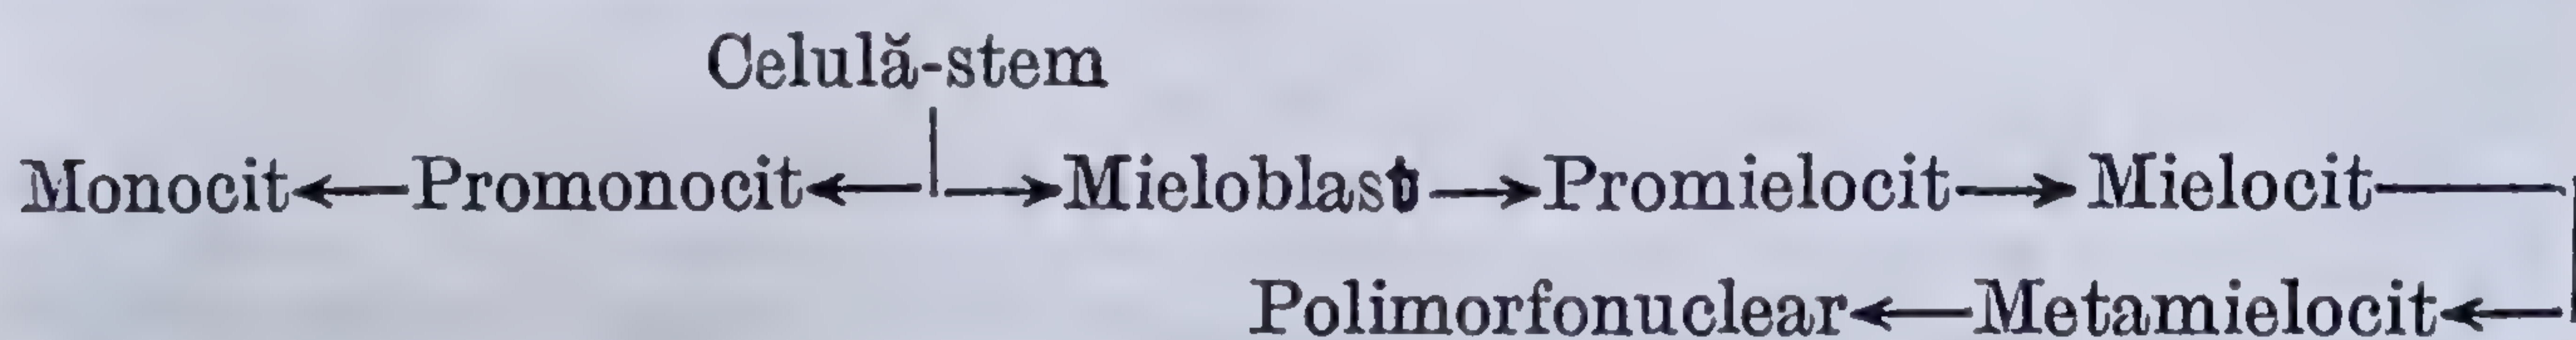 Celulă-stem
Monocit←Promonocit←→Mieloblast→Promielocit→Mielocit
Polimorfonuclear←Metamielocit←